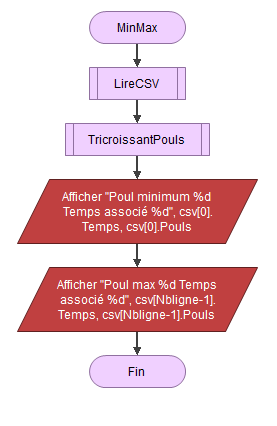 MinMax
LireCSV
TricroissantPouls
Afficher "Poul minimum %d
Temps associé %d", csv[0].
Temps, csv[0].Pouls
Afficher "Poul max %d Temps
associé %d", csv[Nbligne-1].
Temps, csv[Nbligne-1].Pouls
Fin